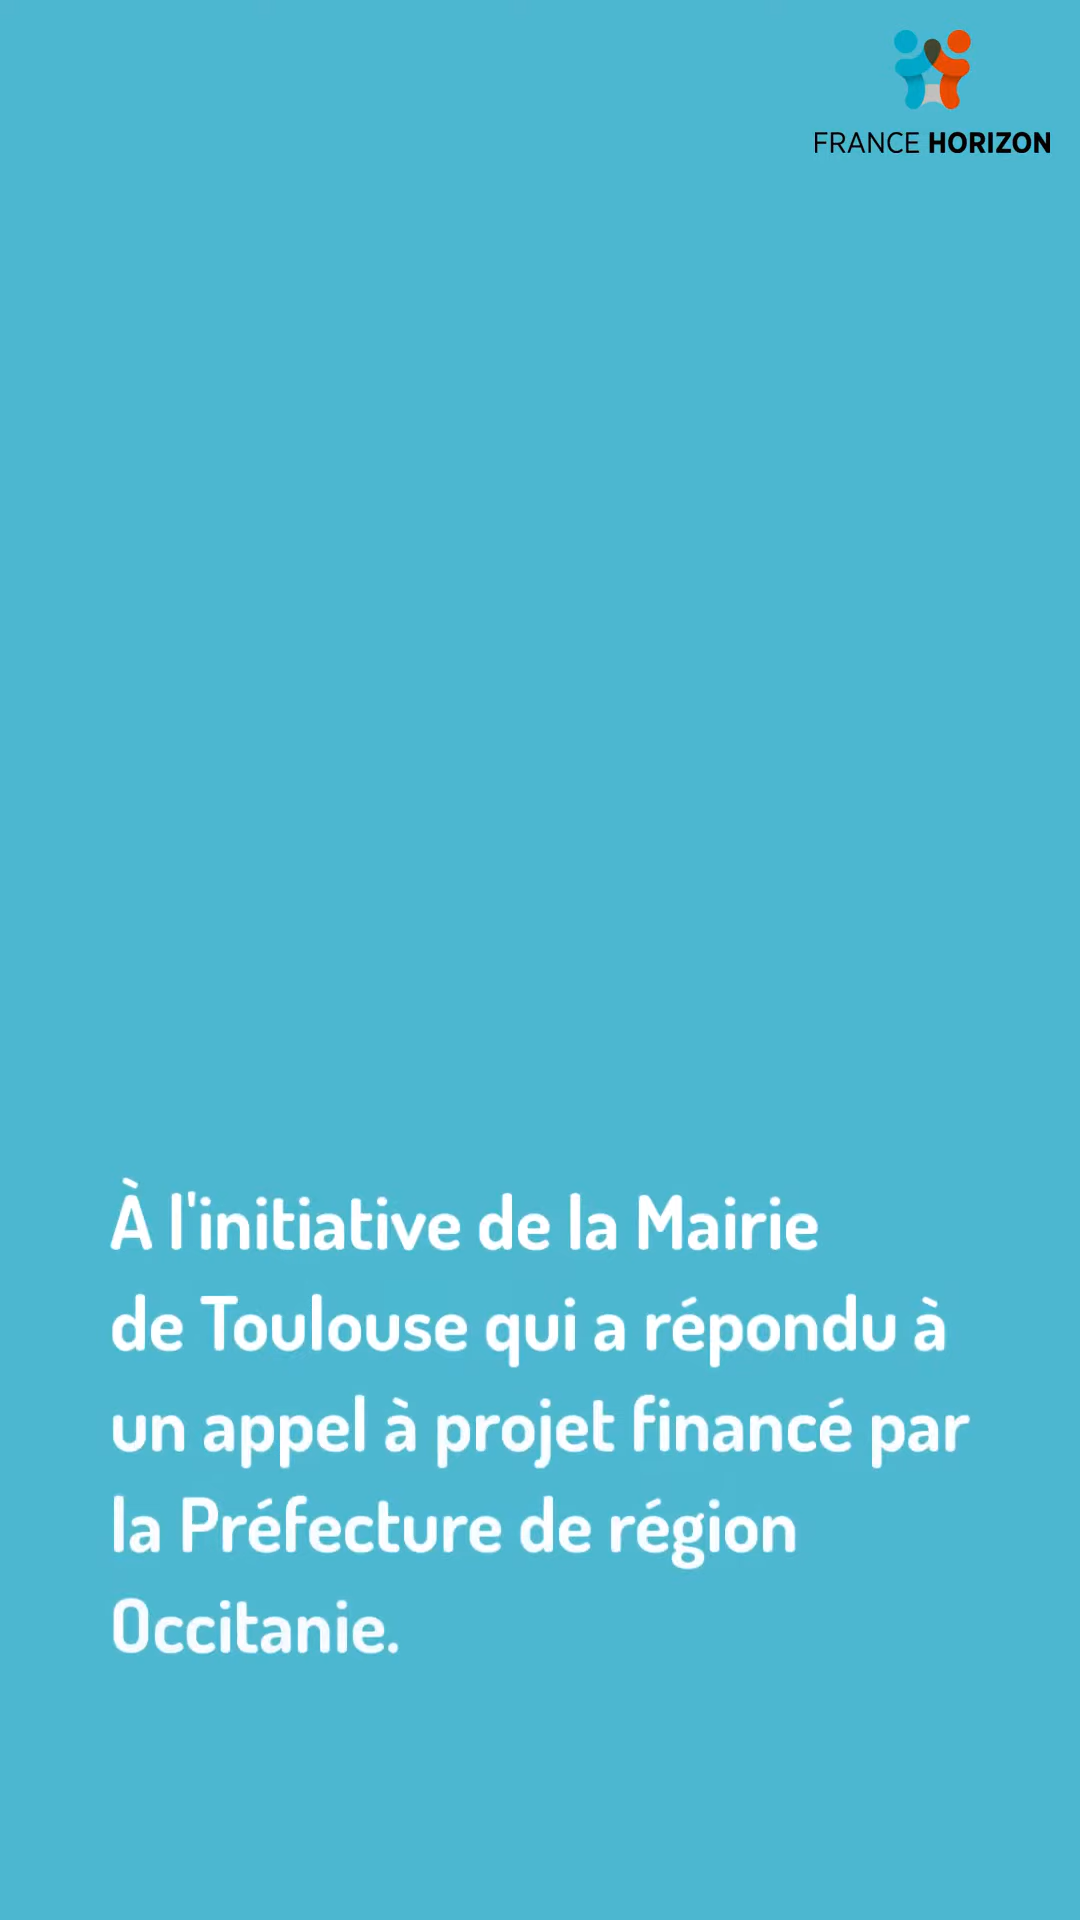 FRANCE HORIZON
À l'initiative de la Mairie
de Toulouse qui a répondu à
un appel à projet financé par
la Préfecture de région
Occitanie.